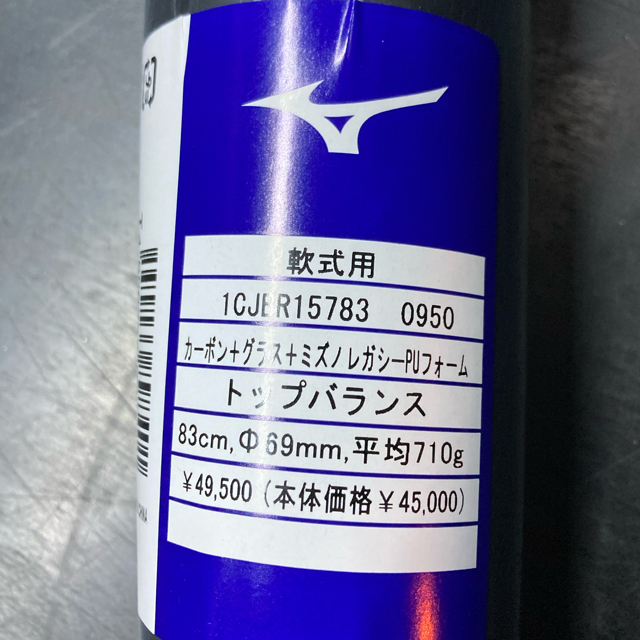 軟式用
1CJBR15783 0950
カーボン+グラス+ミズノレガシーPUフォーム
トップバランス
83cm,Φ69mm,平均710g
￥49,500 (本体価格￥45,000)